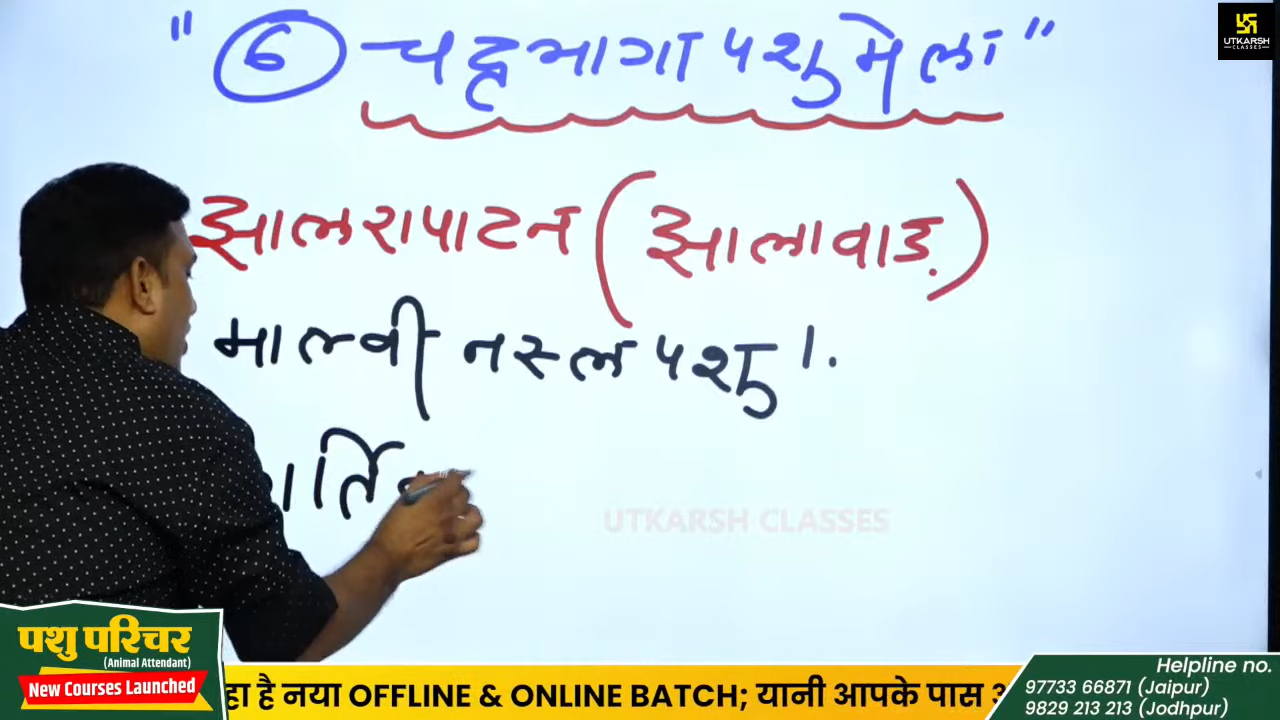 " 6 चन्द्रभागा पशु मेला "
झालरापाटन ( झालावाड़ )
माल्वी नस्ल पशु ।.
ार्ति
UTKARSH CLASSES
UTKARSH CLASSES
पशु परिचर
(Animal Attendant)
New Courses Launched
हा है नया OFFLINE & ONLINE BATCH; यानी आपके पास
Helpline no.
97733 66871 (Jaipur)
9829 213 213 (Jodhpur)